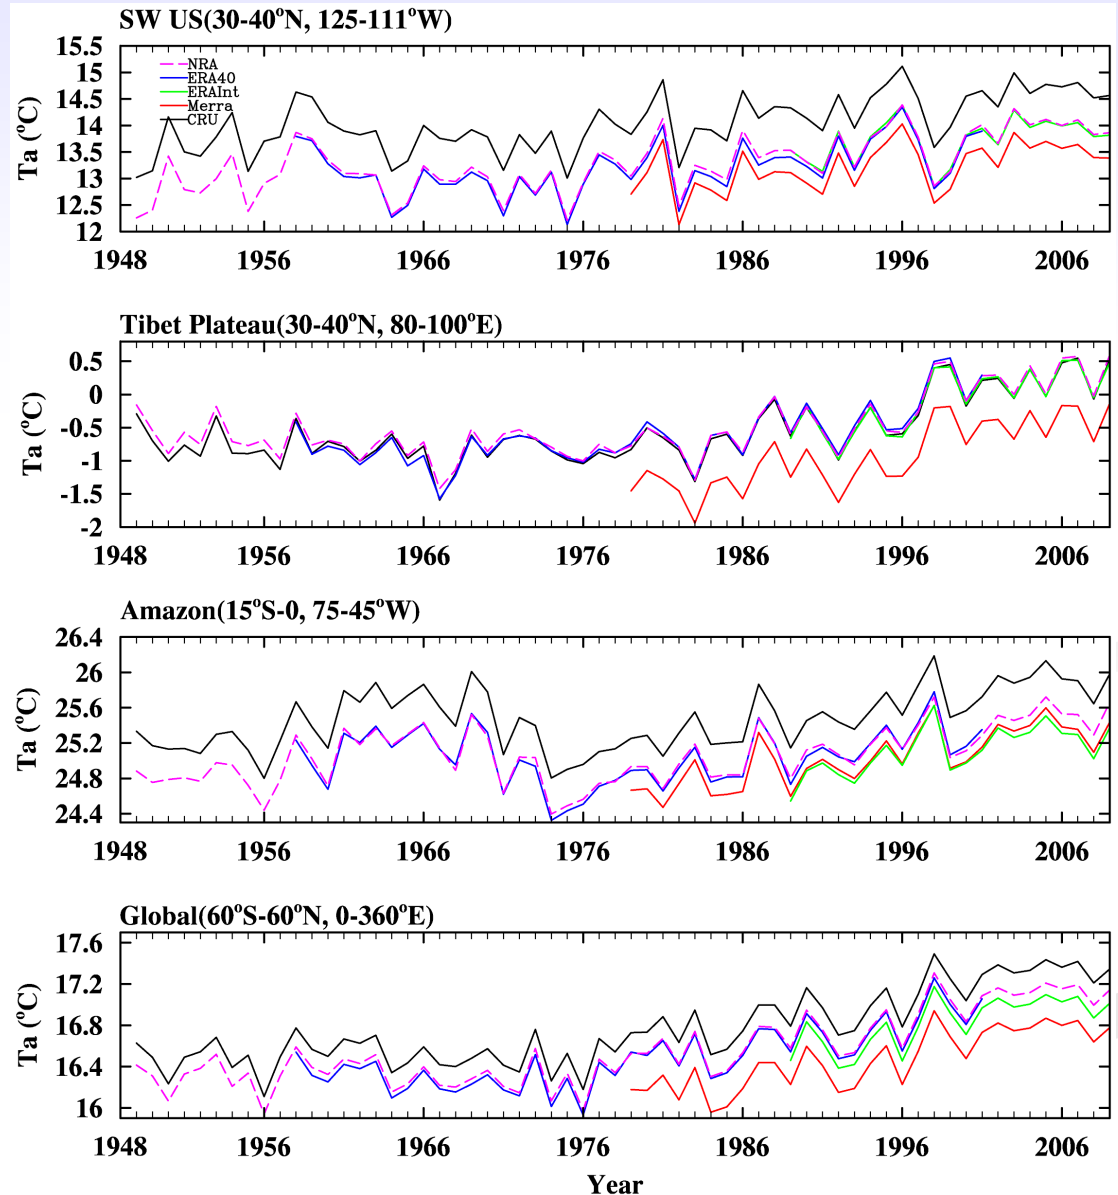 SW US(30-40°N, 125-111°W)
15.5
15
14.5
14
13.5
13
12.5
12
Ta (°C)
NRA
ERA40
ERAInt
Merra
CRU
1948 1956 1966 1976 1986 1996 2006
Tibet Plateau(30-40°N, 80-100°E)
0.5
0
-0.5
-1
-1.5
-2
Ta (°C)
1948 1956 1966 1976 1986 1996 2006
Amazon(15°S-0, 75-45°W)
26.4
26
25.6
25.2
24.8
24.4
Ta (°C)
1948 1956 1966 1976 1986 1996 2006
Global(60°S-60°N, 0-360°E)
17.6
17.2
16.8
16.4
16
Ta (°C)
1948 1956 1966 1976 1986 1996 2006
Year